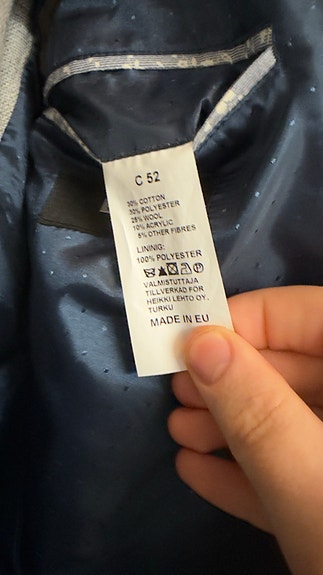 C 52
30% COTTON
30% POLYESTER
25% WOOL
10% ACRYLIC
5% OTHER FIBRES
LININIG:
100% POLYESTER
VALMISTUTTAJA
TILLVERKAD FOR
HEIKKI LEHTO OY.
TURKU
MADE IN EU